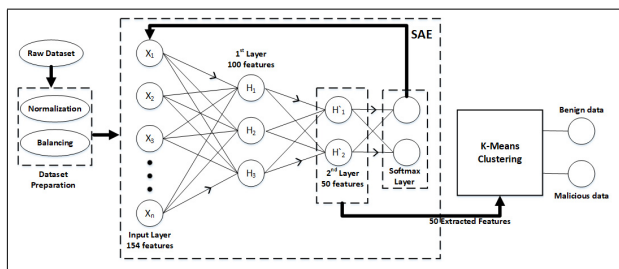 Raw Dataset
Normalization
Balancing
Dataset
Preparation
SAE
X1
X2
X3
Xn
Input Layer
154 features
1st Layer
100 features
H1
H2
H3
H`1
H`2
2nd Layer
50 features
Softmax
Layer
50 Extracted Features
K-Means
Clustering
Benign data
Malicious data